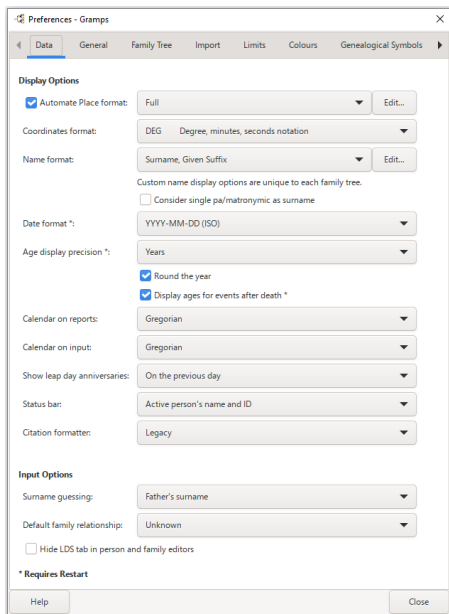 Preferences - Gramps
Data General Family Tree Import Limits Colours Genealogical Symbols
Display Options
Automate Place format: Full Edit...
Coordinates format: DEG Degree, minutes, seconds notation
Name format: Surname, Given Suffix Edit...
Custom name display options are unique to each family tree.
Consider single pa/matronymic as surname
Date format *: YYYY-MM-DD (ISO)
Age display precision *: Years
Round the year
Display ages for events after death *
Calendar on reports: Gregorian
Calendar on input: Gregorian
Show leap day anniversaries: On the previous day
Status bar: Active person's name and ID
Citation formatter: Legacy
Input Options
Surname guessing: Father's surname
Default family relationship: Unknown
Hide LDS tab in person and family editors
* Requires Restart
Help Close